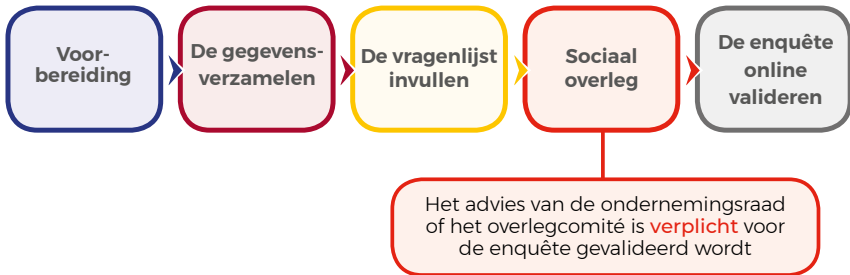 Voor-
bereiding
De gegevens-
verzamelen
De vragenlijst
invullen
Sociaal
overleg
De enquête
online
valideren
Het advies van de ondernemingsraad
of het overlegcomité is verplicht voor
de enquête gevalideerd wordt